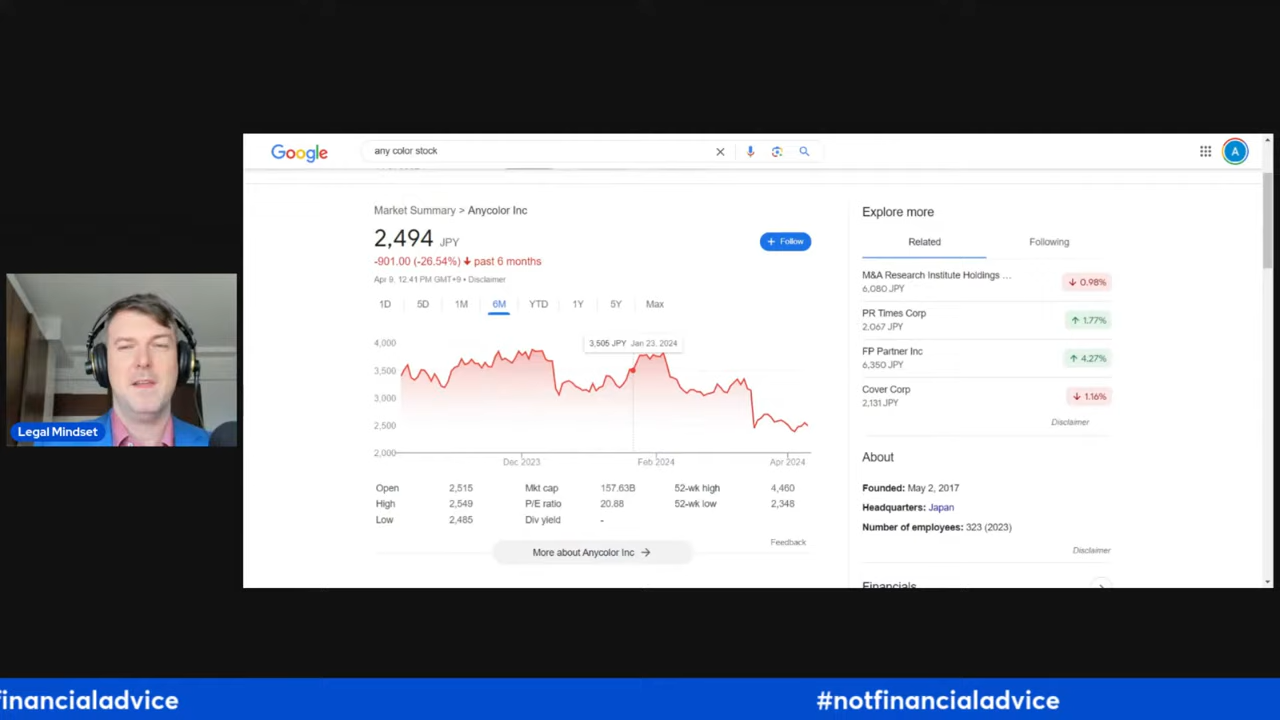 Google
any color stock
A
Market Summary > Anycolor Inc
2,494 JPY
+ Follow
-901.00 (-26.54%) ↓ past 6 months
Apr 9, 12:41 PM GMT+9 • Disclaimer
1D 5D 1M 6M YTD 1Y 5Y Max
3,505 JPY Jan 23, 2024
4,000
3,500
3,000
2,500
2,000
Dec 2023 Feb 2024 Apr 2024
Open 2,515 Mkt cap 157.63B 52-wk high 4,460
High 2,549 P/E ratio 20.88 52-wk low 2,348
Low 2,485 Div yield -
Feedback
More about Anycolor Inc →
Explore more
Related Following
M&A Research Institute Holdings ...
6,080 JPY
↓ 0.98%
PR Times Corp
2,067 JPY
↑ 1.77%
FP Partner Inc
6,350 JPY
↑ 4.27%
Cover Corp
2,131 JPY
↓ 1.16%
Disclaimer
About
Founded: May 2, 2017
Headquarters: Japan
Number of employees: 323 (2023)
Disclaimer
Financials
Legal Mindset
financialadvice #notfinancialadvice